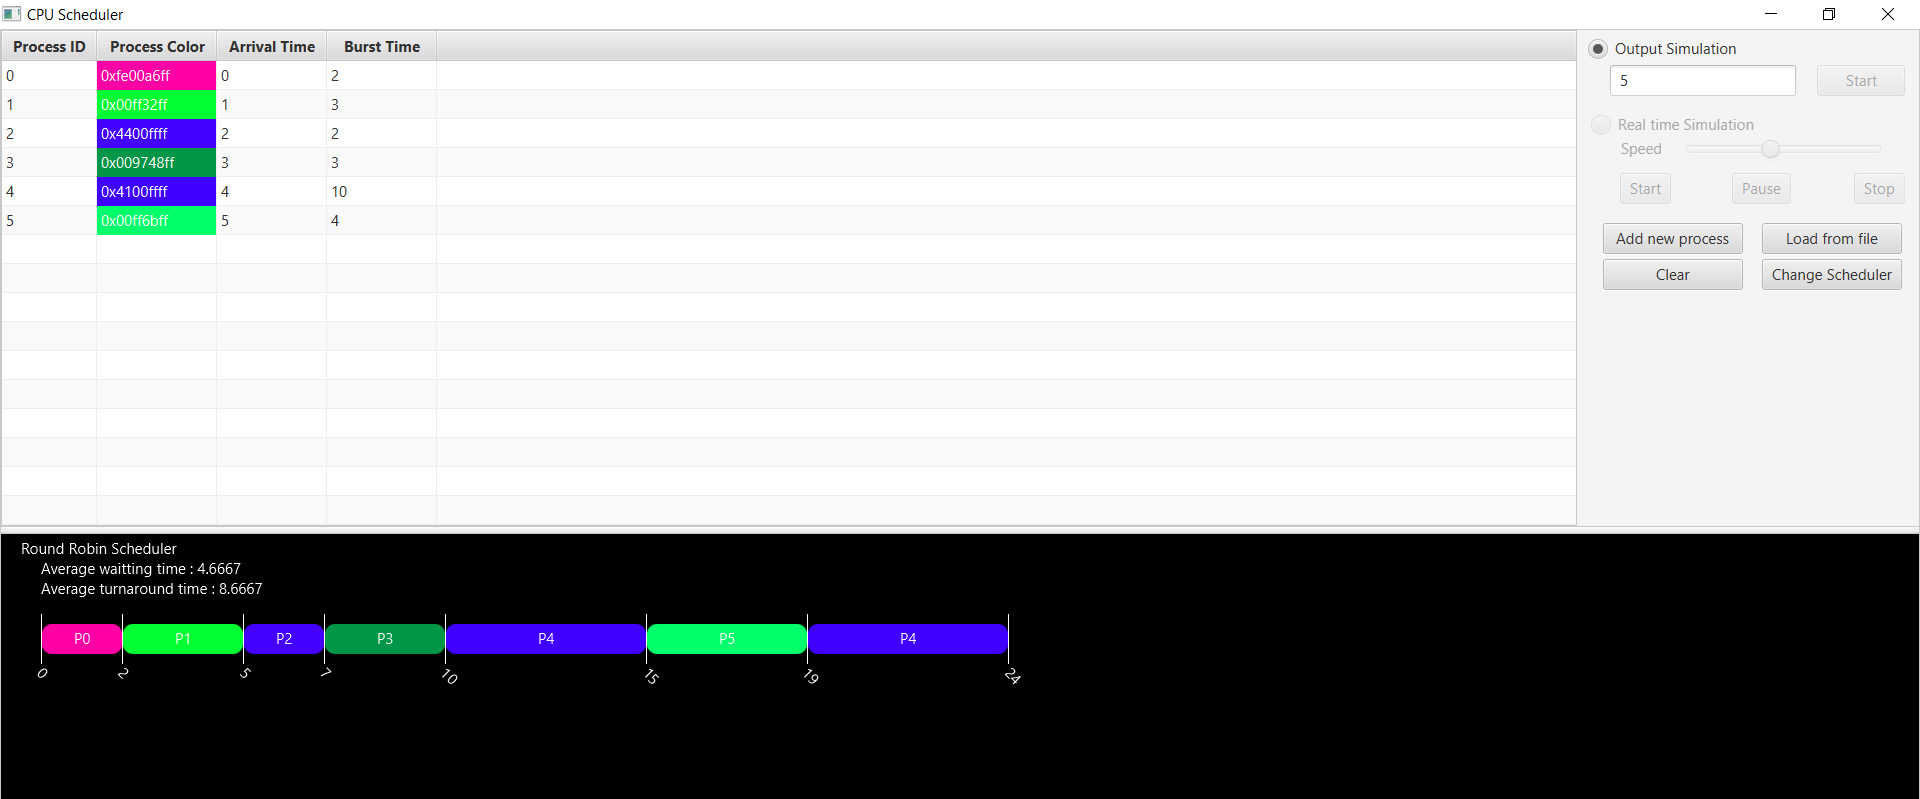 CPU Scheduler
Process ID Process Color Arrival Time Burst Time
0 0xfe00a6ff 0 2
1 0x00ff32ff 1 3
2 0x4400ffff 2 2
3 0x009748ff 3 3
4 0x4100ffff 4 10
5 0x00ff6bff 5 4
Output Simulation
5 Start
Real time Simulation
Speed
Start Pause Stop
Add new process Load from file
Clear Change Scheduler
Round Robin Scheduler
Average waitting time : 4.6667
Average turnaround time : 8.6667
P0 P1 P2 P3 P4 P5 P4
0 2 5 7 10 15 19 24